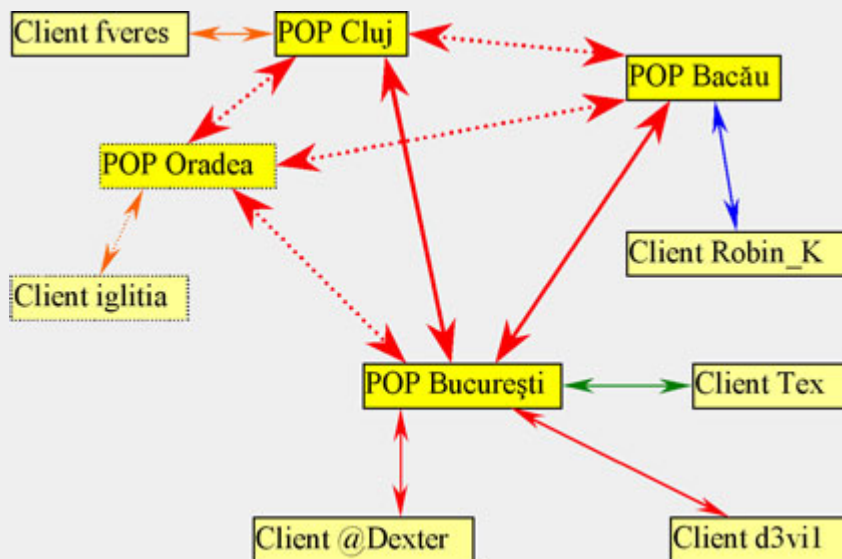 Client fveres
POP Cluj
POP Bacău
POP Oradea
Client Robin_K
Client iglitia
POP Bucureşti
Client Tex
Client @Dexter
Client d3vi1